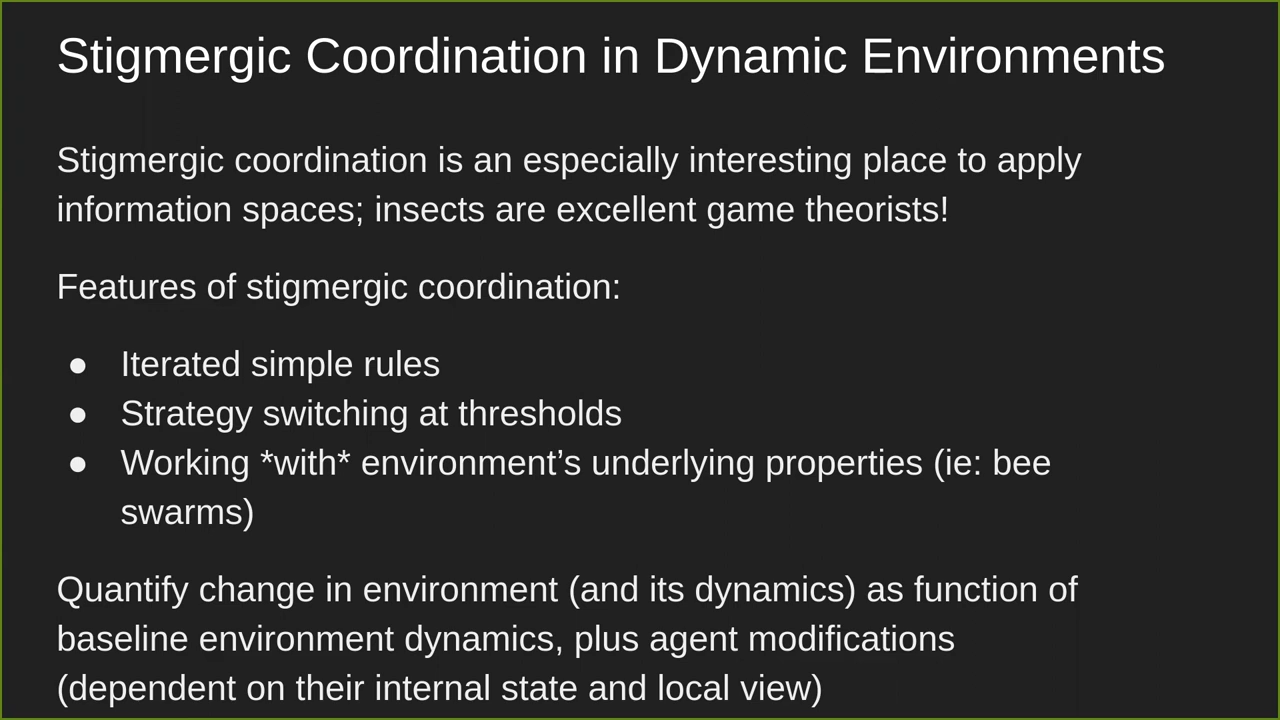 Stigmergic Coordination in Dynamic Environments
Stigmergic coordination is an especially interesting place to apply
information spaces; insects are excellent game theorists!
Features of stigmergic coordination:
● Iterated simple rules
● Strategy switching at thresholds
● Working *with* environment’s underlying properties (ie: bee
swarms)
Quantify change in environment (and its dynamics) as function of
baseline environment dynamics, plus agent modifications
(dependent on their internal state and local view)